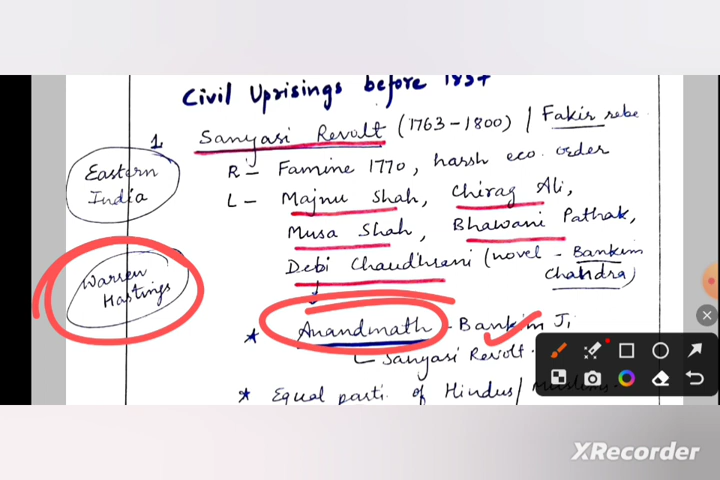 Civil Uprisings before 1857
1. Sanyasi Revolt (1763-1800) / Fakir rebe
Eastern
India
R - Famine 1770, harsh eco. order
L - Majnu Shah, Chirag Ali,
Musa Shah, Bhawani Pathak,
Debi Chaudhrani (novel - Bankim
Chandra)
Warren
Hastings
* Anandmath - Bankim Ji
Sanyasi Revolt.
* Equal parti. of Hindus/
XRecorder